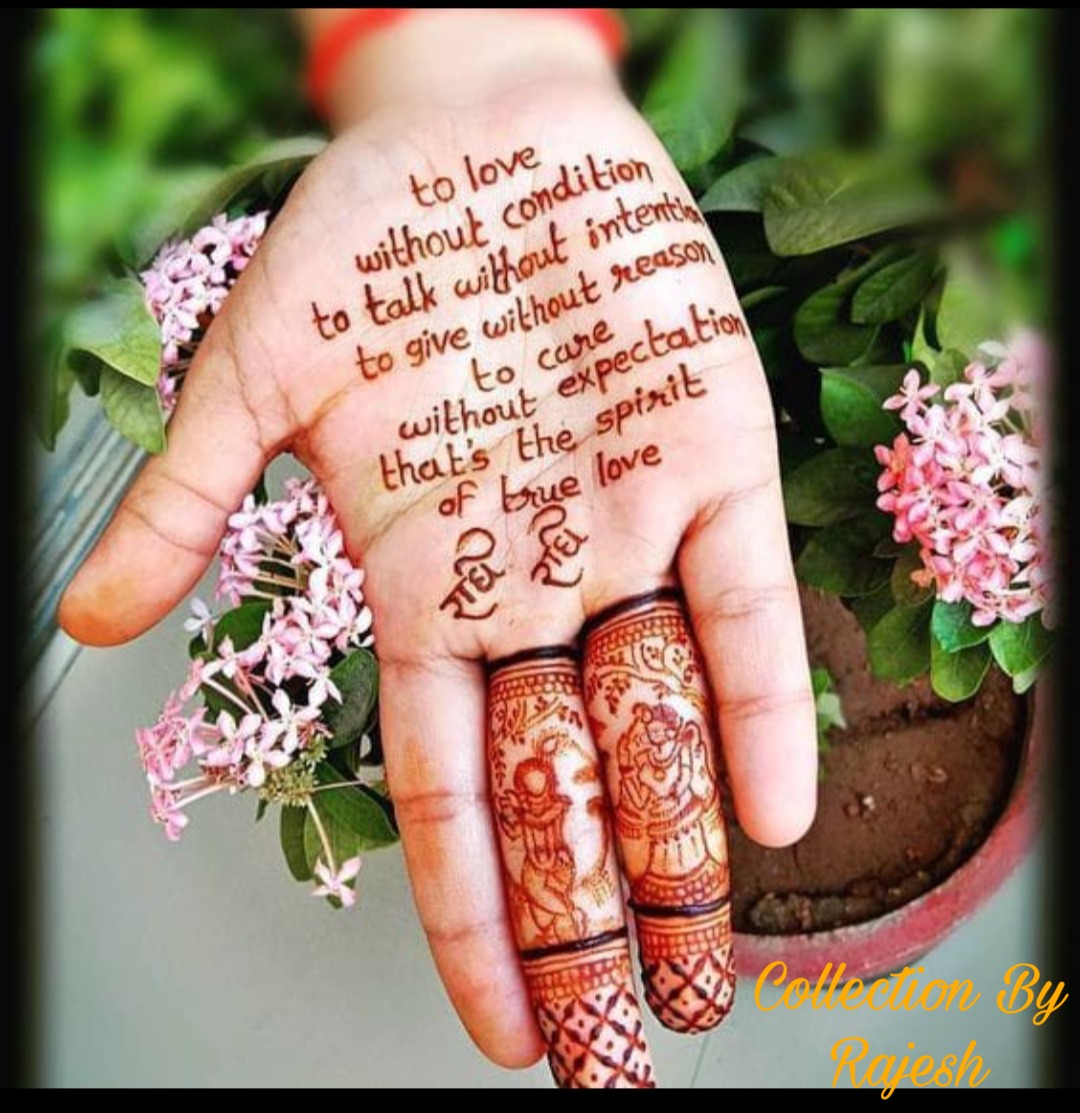 to love
without condition
to talk without intention
to give without reason
to care
without expectation
that's the spirit
of true love
राधे राधे
Collection By
Rajesh